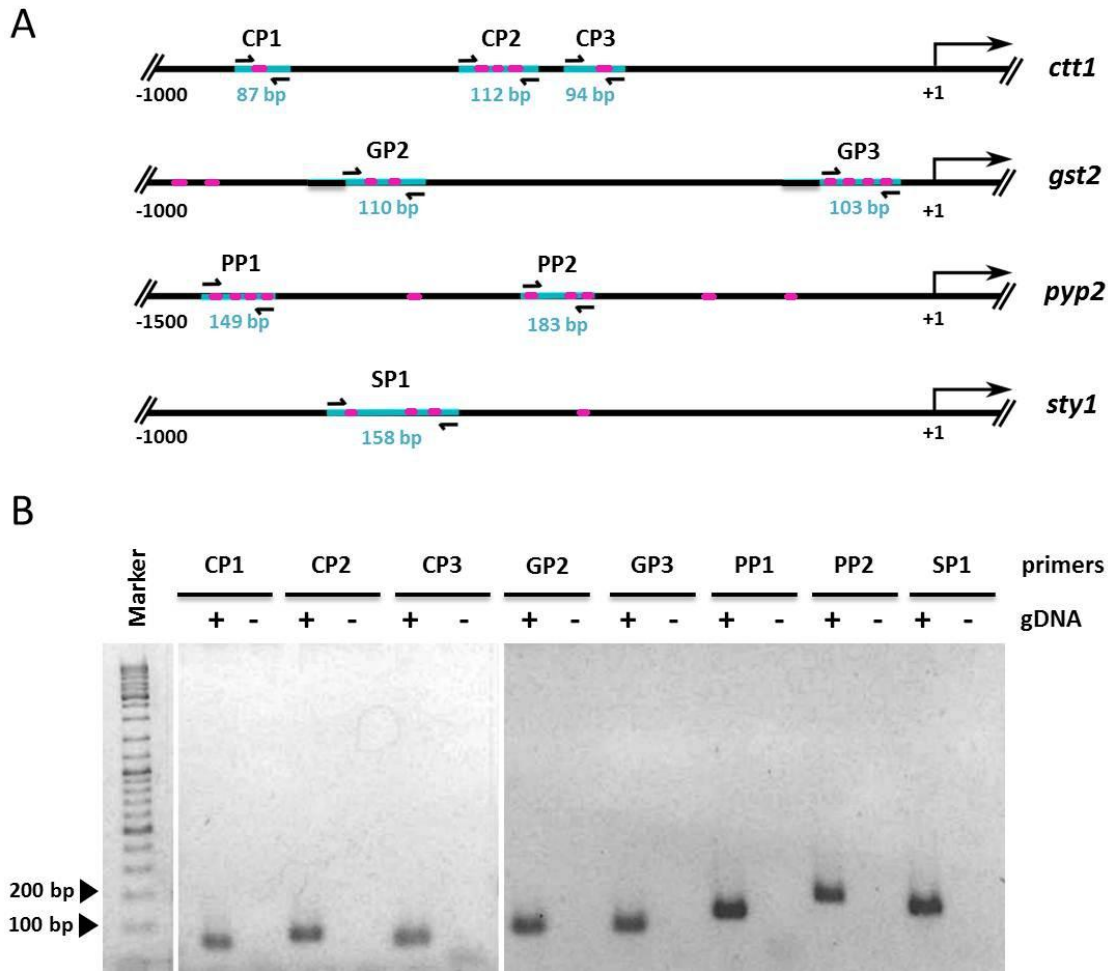 A
CP1 CP2 CP3
ctt1
87 bp 112 bp 94 bp
-1000 +1
GP2 GP3
gst2
-1000 110 bp 103 bp +1
PP1 PP2
pyp2
-1500 149 bp 183 bp +1
SP1
sty1
-1000 158 bp +1
B
Marker CP1 CP2 CP3 GP2 GP3 PP1 PP2 SP1 primers
+ - + - + - + - + - + - + - + - gDNA
200 bp
100 bp